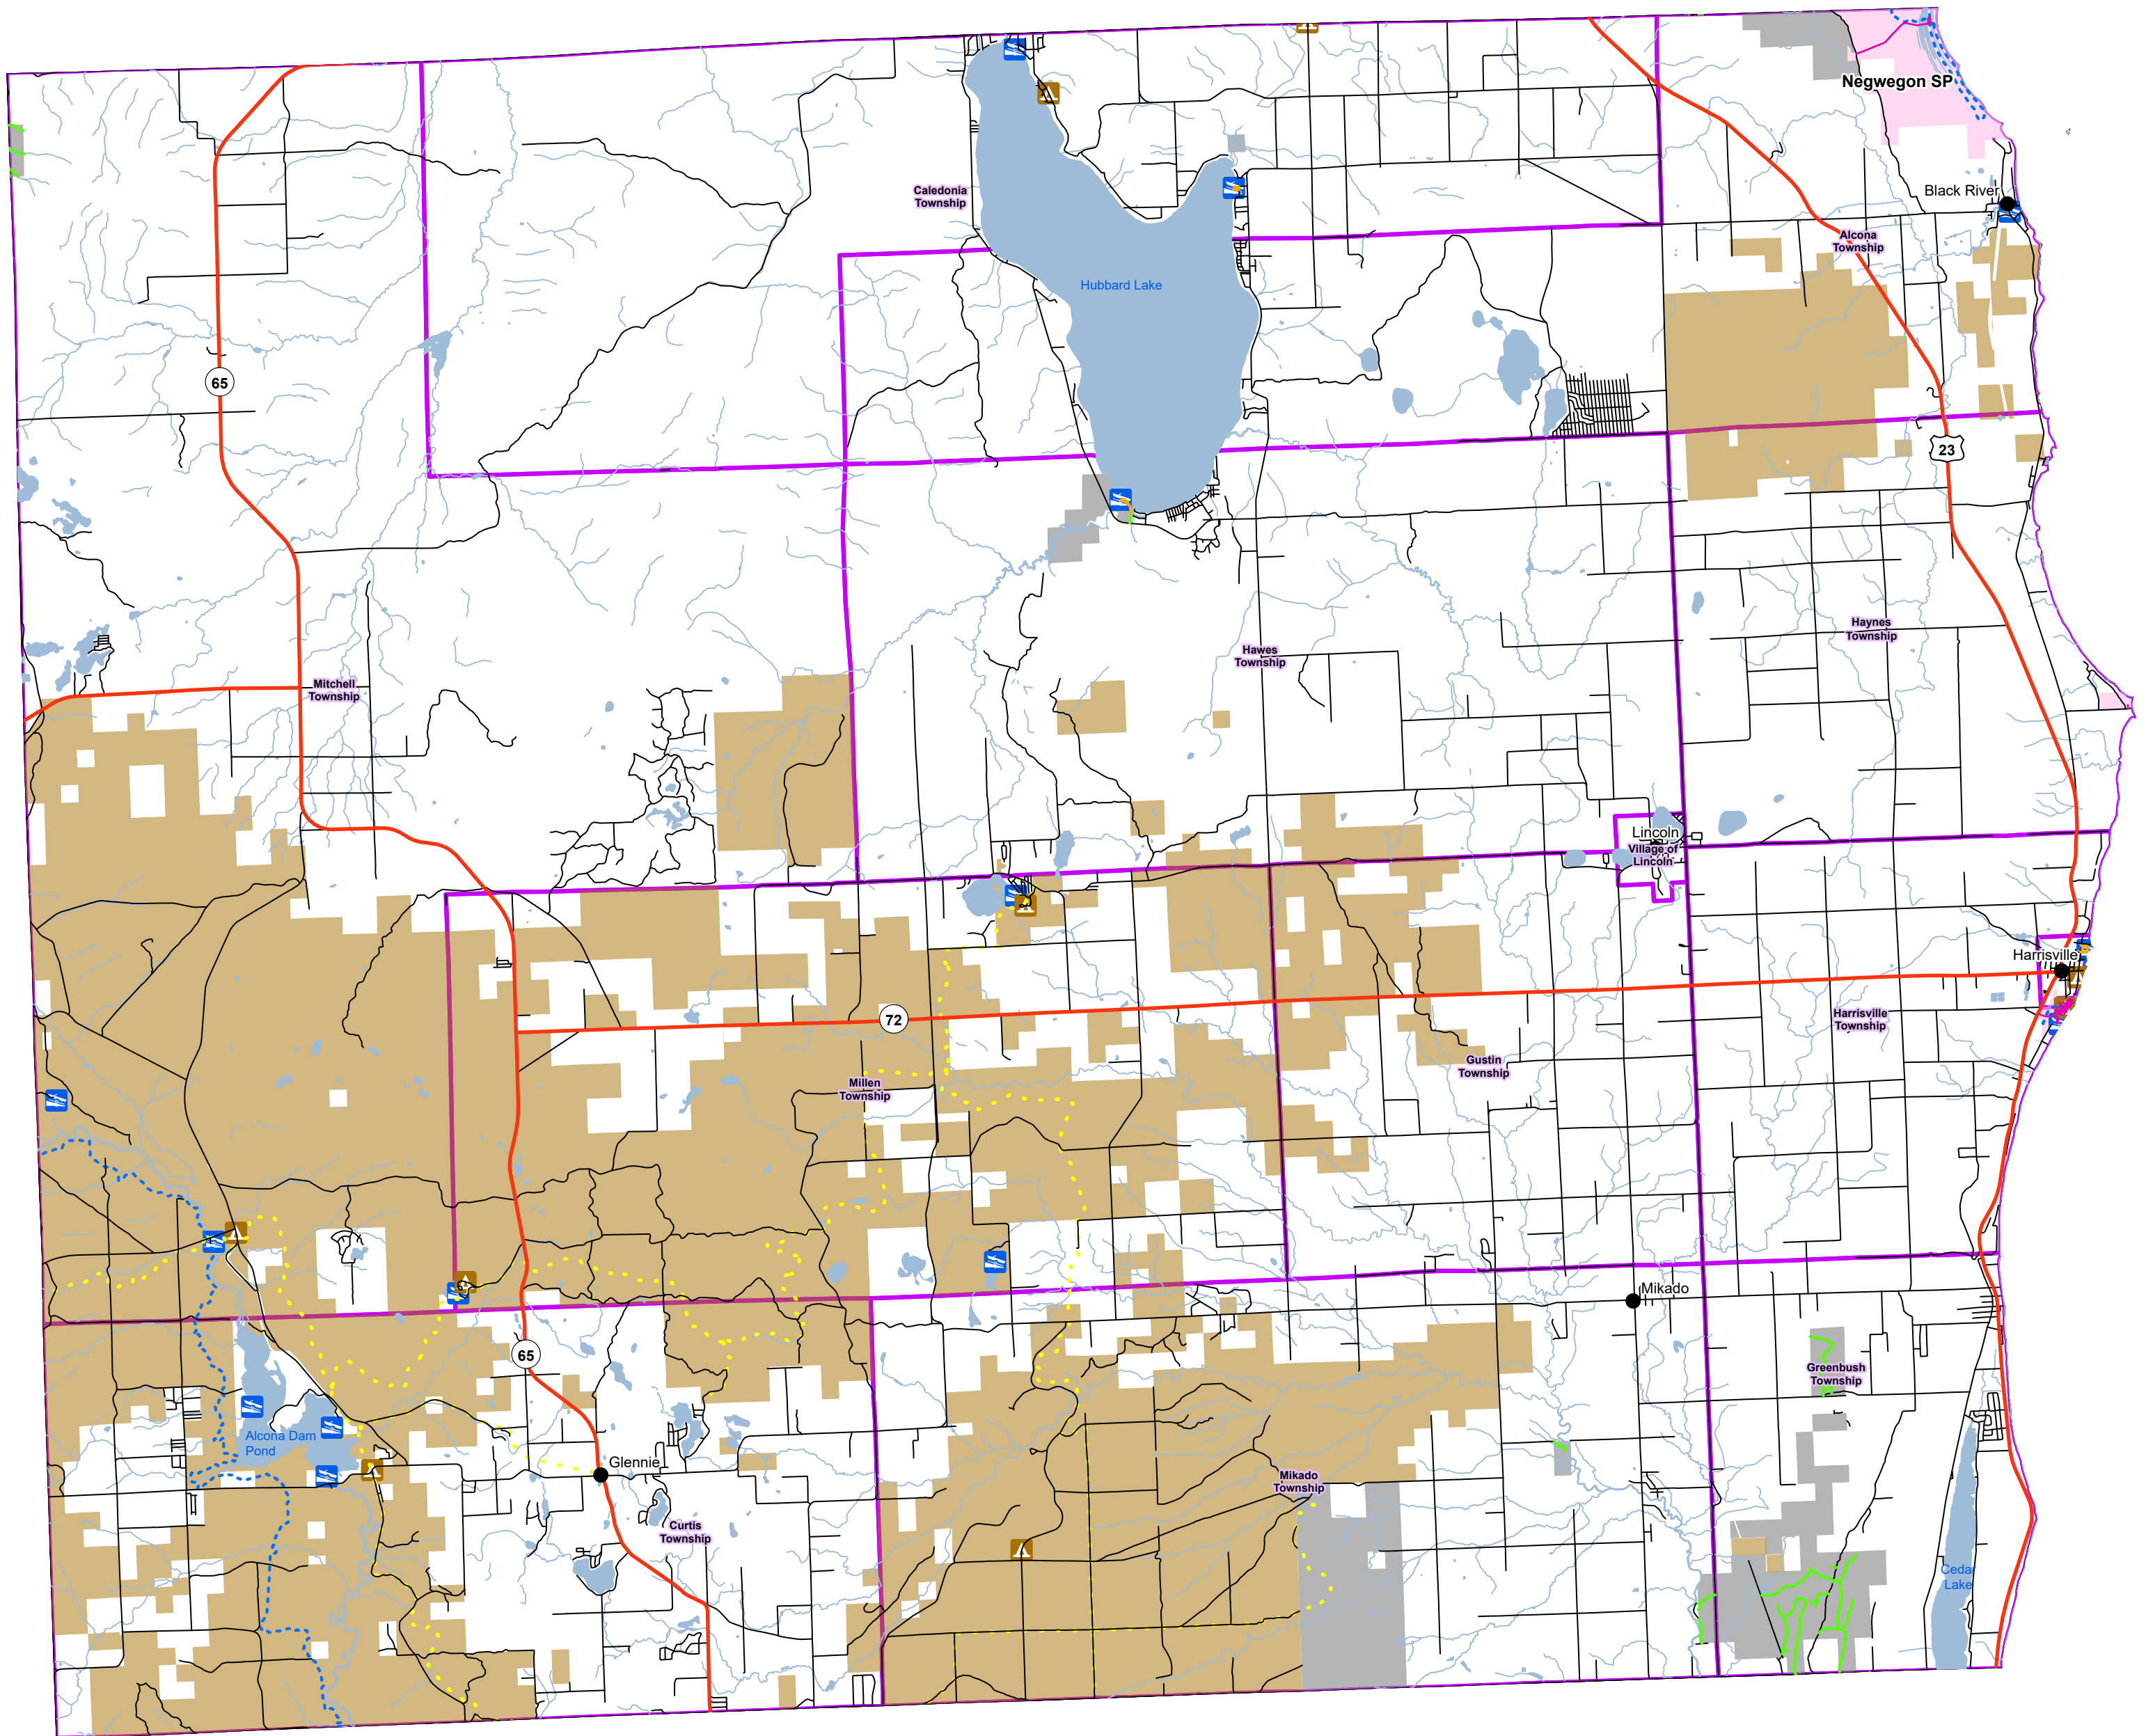 Negwegon SP
Black River
Caledonia
Township
Alcona
Township
Hubbard Lake
65
23
Haynes
Township
Hawes
Township
Mitchell
Township
Lincoln
Village of
Lincoln
Harrisville
72
Harrisville
Township
Gustin
Township
Millen
Township
Mikado
65
Greenbush
Township
Alcona Dam
Pond
Glennie
Mikado
Township
Curtis
Township
Cedar
Lake